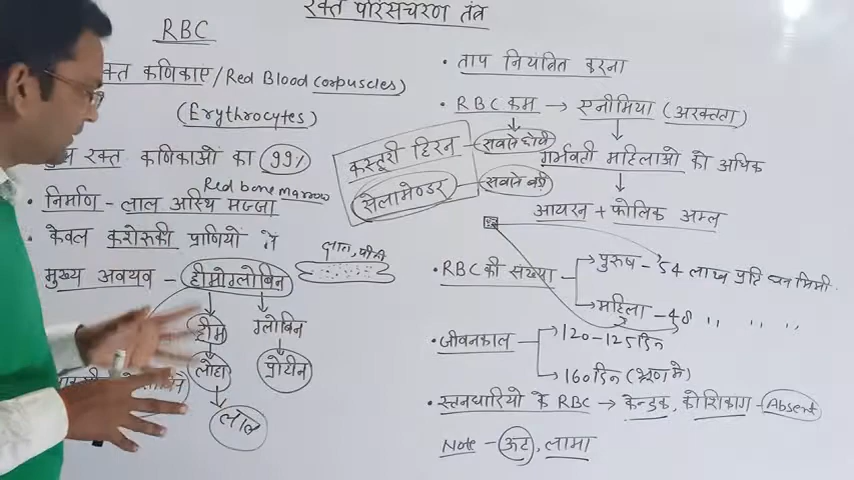 रक्त परिसंचरण तंत्र
RBC
क्त कणिकाए/Red Blood Corpuscles)
(Erythrocytes)
रक्त कणिकाओं का 99%
Red bone marrow
• निर्माण - लाल अस्थि मज्जा
• केवल कशेरुकी प्राणियों में
मुख्य अवयव - हीमोग्लोबिन
हीम ग्लोबिन
लोहा प्रोटीन
लाल
• ताप नियंत्रित करना
• RBC कम → एनीमिया (अरक्तता)
कस्तूरी हिरन - सबसे छोटी
सेलामेण्डर - सबसे बड़ी
गर्भवती महिलाओं को अधिक
आयरन + फोलिक अम्ल
• RBC की संख्या
पुरुष - 54 लाख प्रति घन मिमी.
महिला - 48 " " "
• जीवनकाल
120-125 दिन
160 दिन (भ्रूण में)
• स्तनधारियो के RBC → केन्द्रक, कोशिकांग - Absent
Note - ऊट, लामा